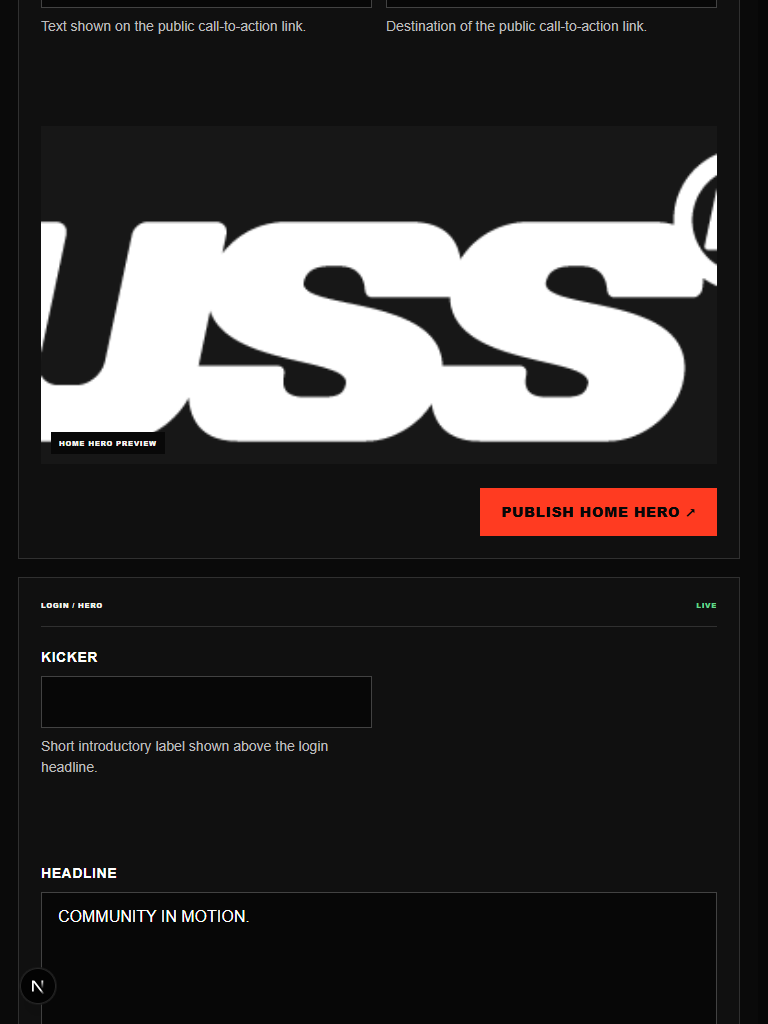 Text shown on the public call-to-action link.
Destination of the public call-to-action link.
uss
HOME HERO PREVIEW
PUBLISH HOME HERO ↗
LOGIN / HERO
LIVE
KICKER
Short introductory label shown above the login
headline.
HEADLINE
COMMUNITY IN MOTION.
N